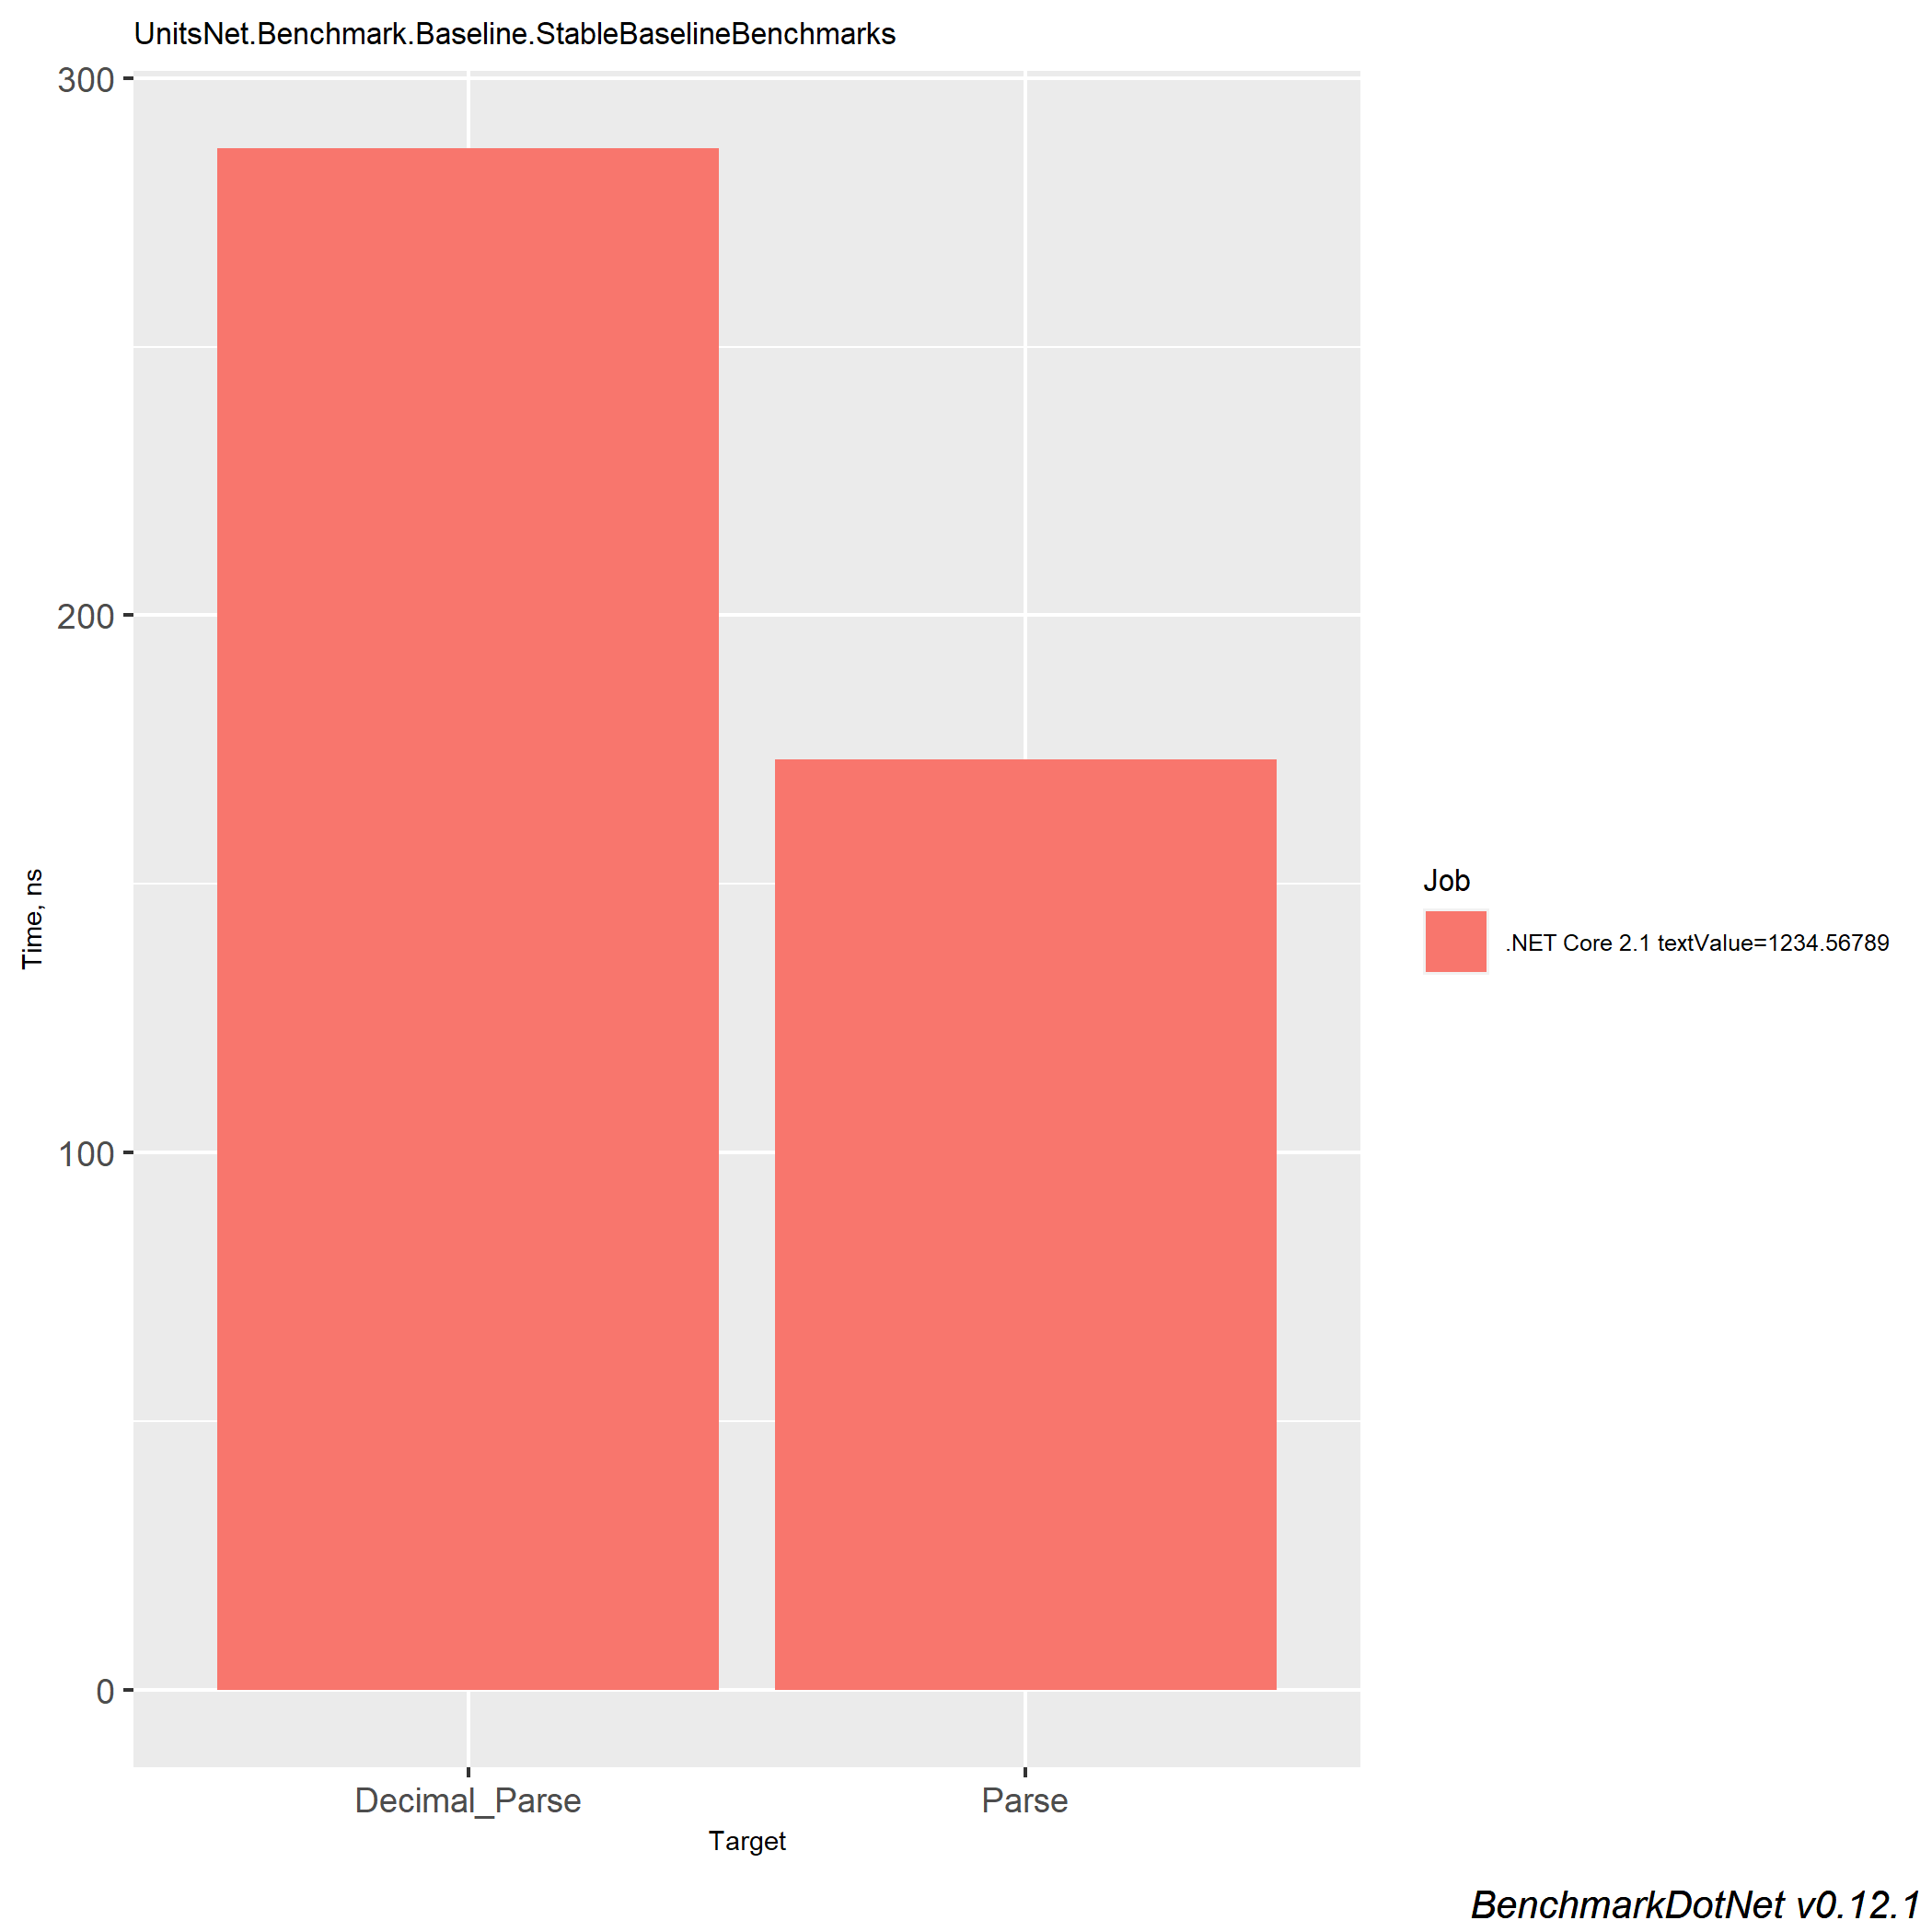 UnitsNet.Benchmark.Baseline.StableBaselineBenchmarks
300
200
100
0
Time, ns
Decimal_Parse
Parse
Target
Job
.NET Core 2.1 textValue=1234.56789
BenchmarkDotNet v0.12.1